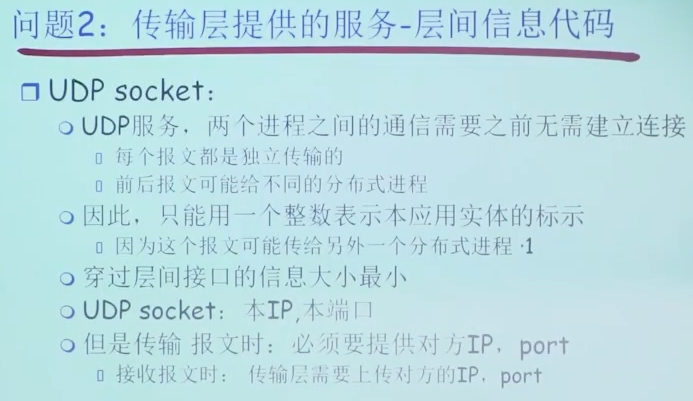 问题2：传输层提供的服务-层间信息代码
UDP socket：
UDP服务，两个进程之间的通信需要之前无需建立连接
每个报文都是独立传输的
前后报文可能给不同的分布式进程
因此，只能用一个整数表示本应用实体的标示
因为这个报文可能传给另外一个分布式进程
穿过层间接口的信息大小最小
UDP socket：本IP,本端口
但是传输 报文时：必须要提供对方IP，port
接收报文时： 传输层需要上传对方的IP，port